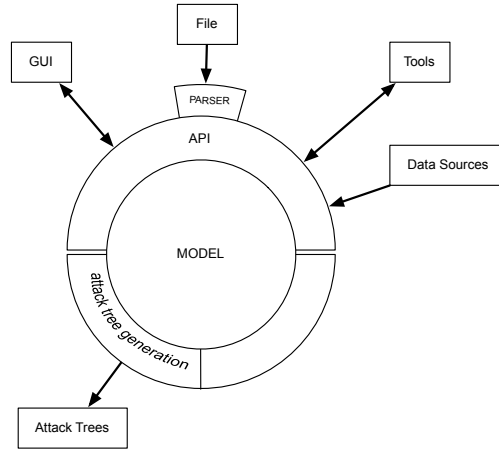 File
GUI
Tools
PARSER
API
Data Sources
MODEL
attack tree generation
Attack Trees